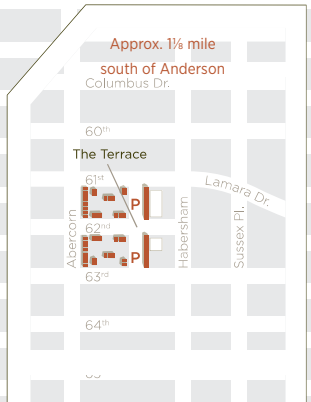 Approx. 1⅛ mile
south of Anderson
Columbus Dr.
60th
The Terrace
61st
Lamara Dr.
P
Abercorn
62nd
Habersham
Sussex Pl.
P
63rd
64th